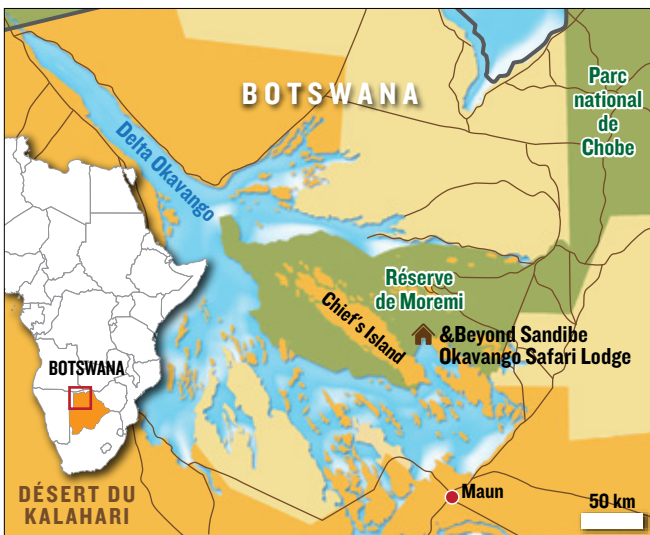 BOTSWANA
Parc
national
de
Chobe
Delta Okavango
Réserve
de Moremi
Chief's Island
&Beyond Sandibe
Okavango Safari Lodge
BOTSWANA
DÉSERT DU
KALAHARI
Maun
50 km